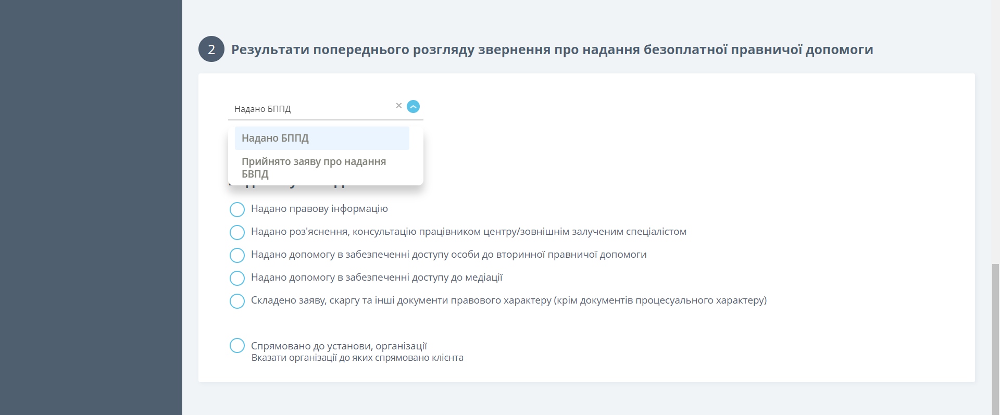 2
Результати попереднього розгляду звернення про надання безоплатної правничої допомоги
Надано БППД
Надано БППД
Прийнято заяву про надання
БВПД
Надано правову інформацію
Надано роз'яснення, консультацію працівником центру/зовнішнім залученим спеціалістом
Надано допомогу в забезпеченні доступу особи до вторинної правничої допомоги
Надано допомогу в забезпеченні доступу до медіації
Складено заяву, скаргу та інші документи правового характеру (крім документів процесуального характеру)
Спрямовано до установи, організації
Вказати організації до яких спрямовано клієнта